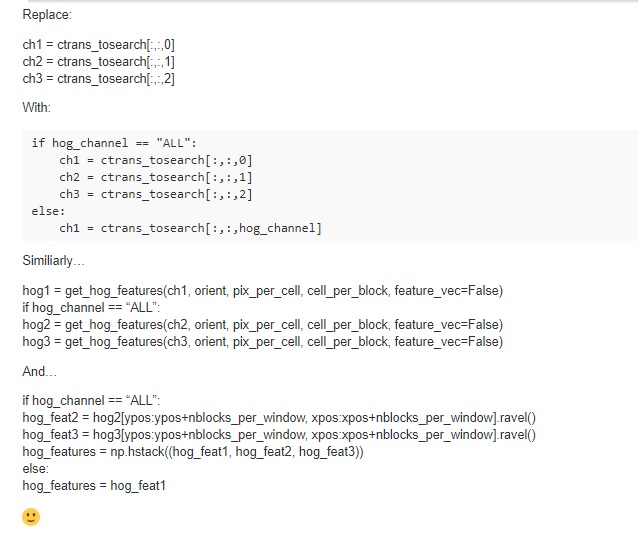 Replace:
ch1 = ctrans_tosearch[:,:,0]
ch2 = ctrans_tosearch[:,:,1]
ch3 = ctrans_tosearch[:,:,2]
With:
if hog_channel == "ALL":
    ch1 = ctrans_tosearch[:,:,0]
    ch2 = ctrans_tosearch[:,:,1]
    ch3 = ctrans_tosearch[:,:,2]
else:
    ch1 = ctrans_tosearch[:,:,hog_channel]
Similiarly…
hog1 = get_hog_features(ch1, orient, pix_per_cell, cell_per_block, feature_vec=False)
if hog_channel == “ALL”:
hog2 = get_hog_features(ch2, orient, pix_per_cell, cell_per_block, feature_vec=False)
hog3 = get_hog_features(ch3, orient, pix_per_cell, cell_per_block, feature_vec=False)
And…
if hog_channel == “ALL”:
hog_feat2 = hog2[ypos:ypos+nblocks_per_window, xpos:xpos+nblocks_per_window].ravel()
hog_feat3 = hog3[ypos:ypos+nblocks_per_window, xpos:xpos+nblocks_per_window].ravel()
hog_features = np.hstack((hog_feat1, hog_feat2, hog_feat3))
else:
hog_features = hog_feat1